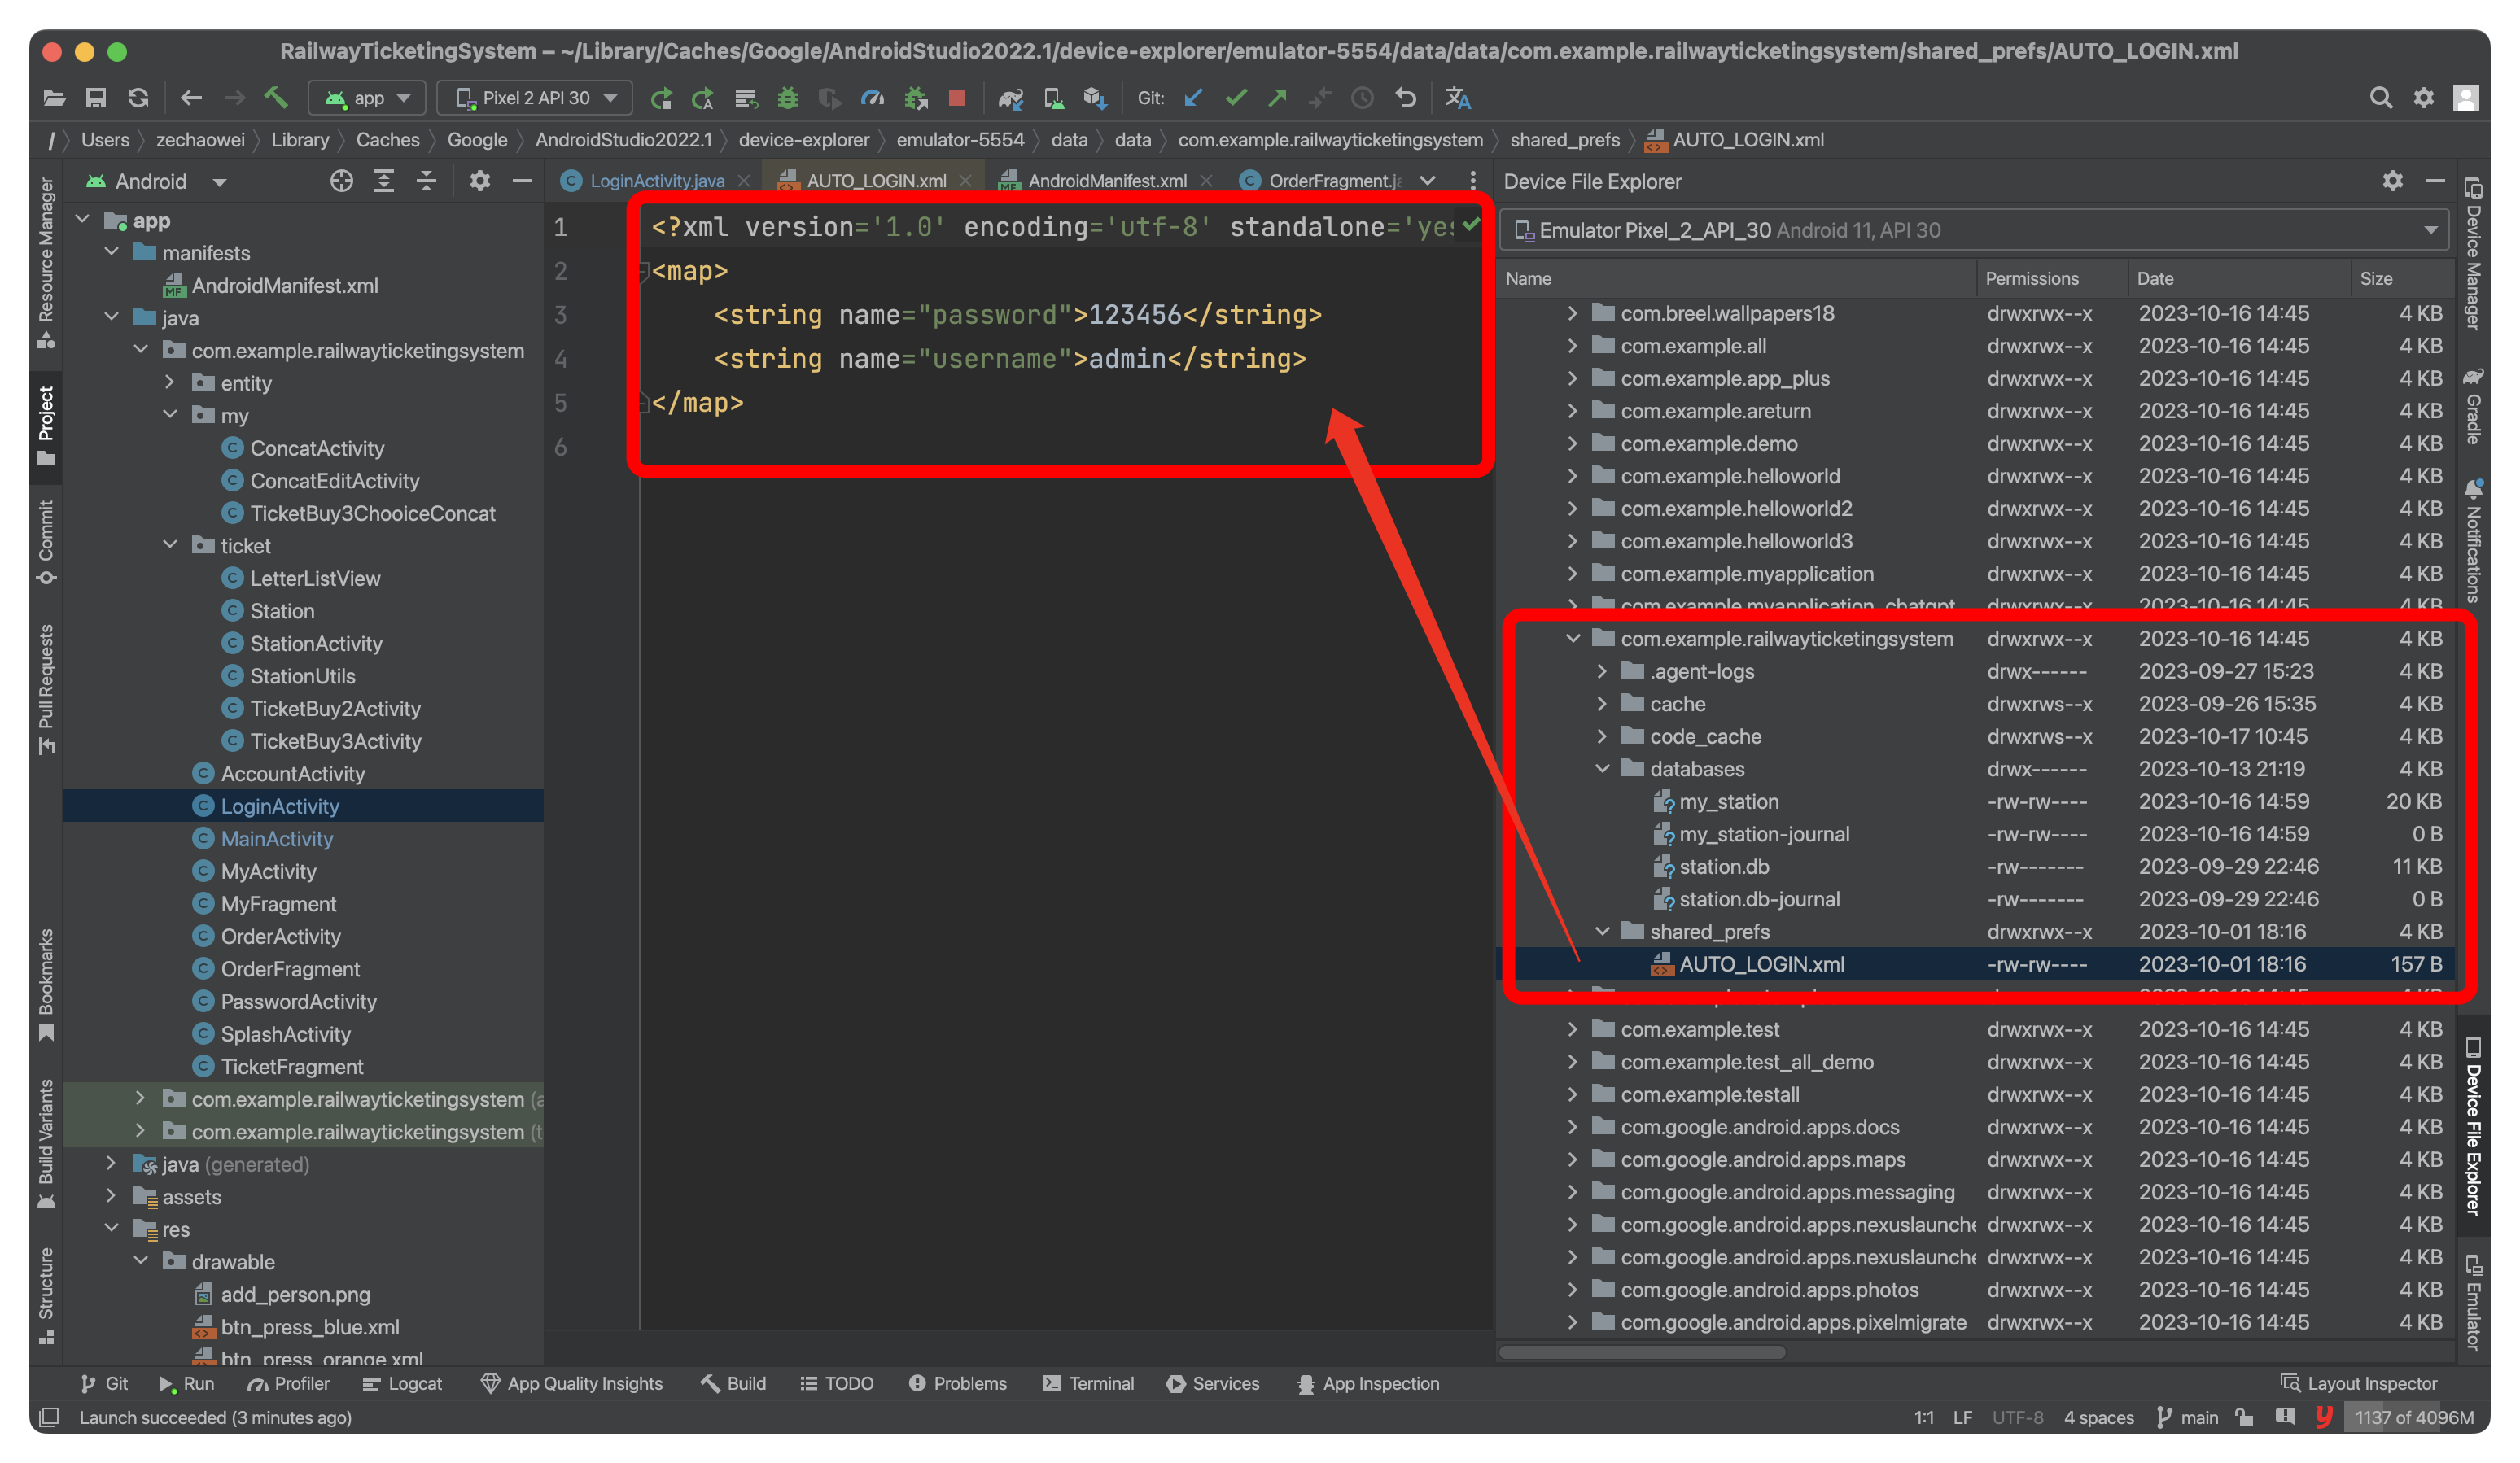 RailwayTicketingSystem – ~/Library/Caches/Google/AndroidStudio2022.1/device-explorer/emulator-5554/data/data/com.example.railwayticketingsystem/shared_prefs/AUTO_LOGIN.xml
app Pixel 2 API 30 Git:
/ Users zechaowei Library Caches Google AndroidStudio2022.1 device-explorer emulator-5554 data data com.example.railwayticketingsystem shared_prefs AUTO_LOGIN.xml
Resource Manager
Project
Commit
Pull Requests
Bookmarks
Build Variants
Structure
Android
app
manifests
AndroidManifest.xml
java
com.example.railwayticketingsystem
entity
my
ConcatActivity
ConcatEditActivity
TicketBuy3ChooiceConcat
ticket
LetterListView
Station
StationActivity
StationUtils
TicketBuy2Activity
TicketBuy3Activity
AccountActivity
LoginActivity
MainActivity
MyActivity
MyFragment
OrderActivity
OrderFragment
PasswordActivity
SplashActivity
TicketFragment
com.example.railwayticketingsystem (a
com.example.railwayticketingsystem (t
java (generated)
assets
res
drawable
add_person.png
btn_press_blue.xml
btn_press_orange.xml
LoginActivity.java AUTO_LOGIN.xml AndroidManifest.xml OrderFragment.ja
1 <?xml version='1.0' encoding='utf-8' standalone='yes
2 <map>
3 <string name="password">123456</string>
4 <string name="username">admin</string>
5 </map>
6
Device File Explorer
Emulator Pixel_2_API_30 Android 11, API 30
Name Permissions Date Size
com.breel.wallpapers18 drwxrwx--x 2023-10-16 14:45 4 KB
com.example.all drwxrwx--x 2023-10-16 14:45 4 KB
com.example.app_plus drwxrwx--x 2023-10-16 14:45 4 KB
com.example.areturn drwxrwx--x 2023-10-16 14:45 4 KB
com.example.demo drwxrwx--x 2023-10-16 14:45 4 KB
com.example.helloworld drwxrwx--x 2023-10-16 14:45 4 KB
com.example.helloworld2 drwxrwx--x 2023-10-16 14:45 4 KB
com.example.helloworld3 drwxrwx--x 2023-10-16 14:45 4 KB
com.example.myapplication drwxrwx--x 2023-10-16 14:45 4 KB
com.example.myapplication_chatgpt drwxrwx--x 2023-10-16 14:45 4 KB
com.example.railwayticketingsystem drwxrwx--x 2023-10-16 14:45 4 KB
.agent-logs drwx------ 2023-09-27 15:23 4 KB
cache drwxrws--x 2023-09-26 15:35 4 KB
code_cache drwxrws--x 2023-10-17 10:45 4 KB
databases drwx------ 2023-10-13 21:19 4 KB
my_station -rw-rw---- 2023-10-16 14:59 20 KB
my_station-journal -rw-rw---- 2023-10-16 14:59 0 B
station.db -rw------- 2023-09-29 22:46 11 KB
station.db-journal -rw------- 2023-09-29 22:46 0 B
shared_prefs drwxrwx--x 2023-10-01 18:16 4 KB
AUTO_LOGIN.xml -rw-rw---- 2023-10-01 18:16 157 B
com.example.test drwxrwx--x 2023-10-16 14:45 4 KB
com.example.test_all_demo drwxrwx--x 2023-10-16 14:45 4 KB
com.example.testall drwxrwx--x 2023-10-16 14:45 4 KB
com.google.android.apps.docs drwxrwx--x 2023-10-16 14:45 4 KB
com.google.android.apps.maps drwxrwx--x 2023-10-16 14:45 4 KB
com.google.android.apps.messaging drwxrwx--x 2023-10-16 14:45 4 KB
com.google.android.apps.nexuslaunche drwxrwx--x 2023-10-16 14:45 4 KB
com.google.android.apps.nexuslaunche drwxrwx--x 2023-10-16 14:45 4 KB
com.google.android.apps.photos drwxrwx--x 2023-10-16 14:45 4 KB
com.google.android.apps.pixelmigrate drwxrwx--x 2023-10-16 14:45 4 KB
Device Manager
Gradle
Notifications
Device File Explorer
Emulator
Git Run Profiler Logcat App Quality Insights Build TODO Problems Terminal Services App Inspection Layout Inspector
Launch succeeded (3 minutes ago) 1:1 LF UTF-8 4 spaces main 1137 of 4096M